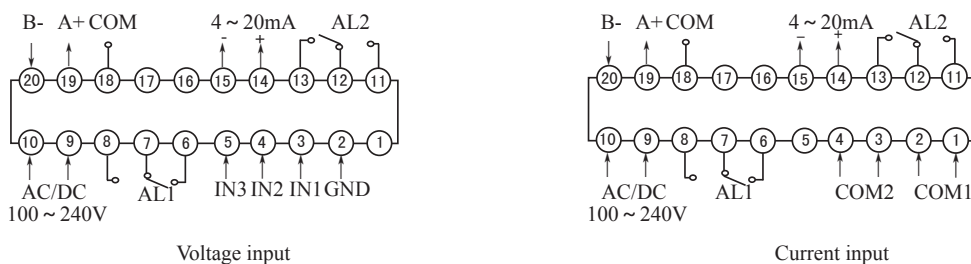 B- A+ COM 4~20mA AL2
- +
20 19 18 17 16 15 14 13 12 11
10 9 8 7 6 5 4 3 2 1
AC/DC AL1 IN3 IN2 IN1 GND
100~240V
Voltage input
B- A+ COM 4~20mA AL2
- +
20 19 18 17 16 15 14 13 12 11
10 9 8 7 6 5 4 3 2 1
AC/DC AL1 COM2 COM1
100~240V
Current input